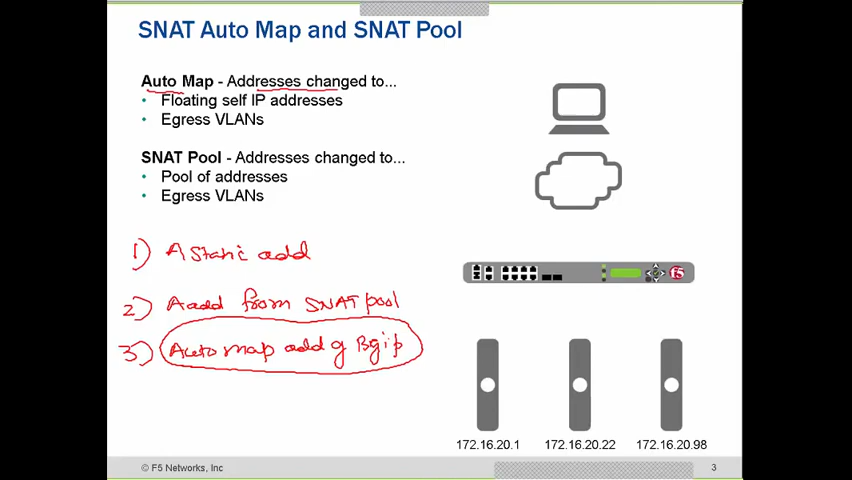 SNAT Auto Map and SNAT Pool
Auto Map - Addresses changed to...
• Floating self IP addresses
• Egress VLANs
SNAT Pool - Addresses changed to...
• Pool of addresses
• Egress VLANs
1) A Static add
2) A add from SNAT pool
3) Auto map add g Bgip
f5
172.16.20.1 172.16.20.22 172.16.20.98
© F5 Networks, Inc
3